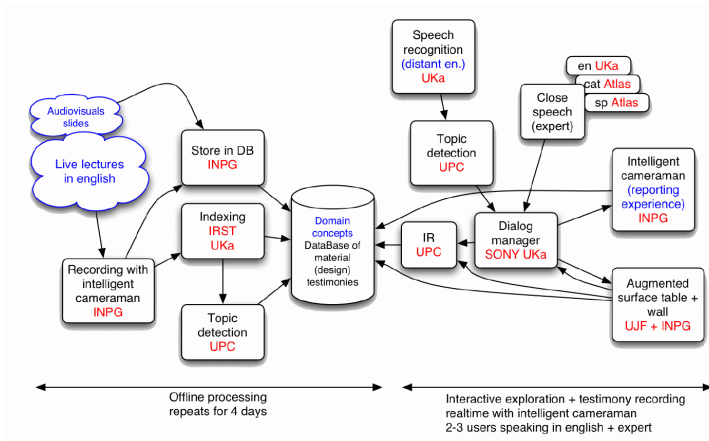 Audiovisuals
slides
Live lectures
in english
Recording with
intelligent
cameraman
INPG
Store in DB
INPG
Indexing
IRST
UKa
Topic
detection
UPC
Domain
concepts
DataBase of
material
(design)
testimonies
Speech
recognition
(distant en.)
UKa
Topic
detection
UPC
en UKa
cat Atlas
sp Atlas
Close
speech
(expert)
IR
UPC
Dialog
manager
SONY UKa
Intelligent
cameraman
(reporting
experience)
INPG
Augmented
surface table +
wall
UJF + INPG
Offline processing
repeats for 4 days
Interactive exploration + testimony recording
realtime with intelligent cameraman
2-3 users speaking in english + expert